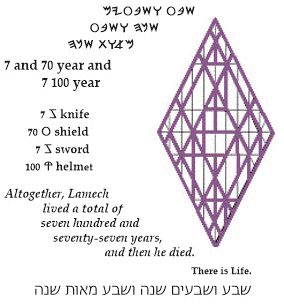 𐤔𐤁𐤏 𐤅𐤔𐤁𐤏𐤉𐤌
𐤔𐤍𐤄 𐤅𐤔𐤁𐤏
𐤌𐤀𐤅𐤕 𐤔𐤍𐤄
7 and 70 year and
7 100 year
7 𐤆 knife
70 𐤏 shield
7 𐤆 sword
100 𐤒 helmet
Altogether, Lamech
lived a total of
seven hundred and
seventy-seven years,
and then he died.
There is Life.
שבע ושבעים שנה ושבע מאות שנה